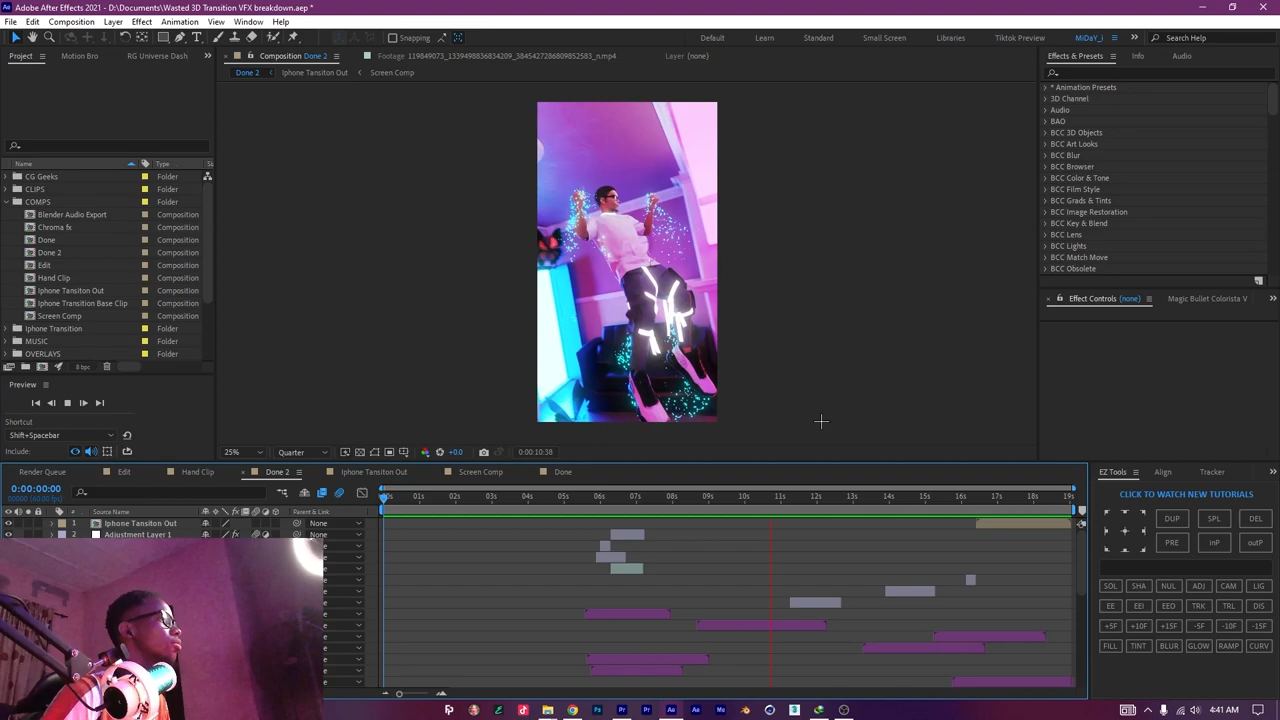 Adobe After Effects 2021 - D:\Documents\Wasted 3D Transition VFX breakdown.aep *
File Edit Composition Layer Effect Animation View Window Help
Snapping
Default Learn Standard Small Screen Libraries Tiktok Preview MiDaY_i Search Help
Project Motion Bro RG Universe Dash
Composition Done 2 Footage 119849073_1339498836834209_3845427286809852583_n.mp4 Layer (none)
Effects & Presets Info Audio
Done 2 Iphone Tansiton Out Screen Comp
* Animation Presets
3D Channel
Audio
BAO
BCC 3D Objects
BCC Art Looks
BCC Blur
BCC Browser
BCC Color & Tone
BCC Film Style
BCC Grads & Tints
BCC Image Restoration
BCC Key & Blend
BCC Lens
BCC Lights
BCC Match Move
BCC Obsolete
Name Type Si
CG Geeks Folder
CLIPS Folder
COMPS Folder
Blender Audio Export Composition
Chroma fx Composition
Done Composition
Done 2 Composition
Edit Composition
Hand Clip Composition
Iphone Tansiton Out Composition
Iphone Transition Base Clip Composition
Screen Comp Composition
Iphone Transition Folder
MUSIC Folder
OVERLAYS Folder
8 bpc
Effect Controls (none) Magic Bullet Colorista V
Preview
Shortcut
Shift+Spacebar
Include:
25% Quarter +0.0 0:00:10:38
Render Queue Edit Hand Clip Done 2 Iphone Tansiton Out Screen Comp Done
0:00:00:00
00000 (60.00 fps)
00s 01s 02s 03s 04s 05s 06s 07s 08s 09s 10s 11s 12s 13s 14s 15s 16s 17s 18s 19s
# Source Name Parent & Link
1 Iphone Tansiton Out None
2 Adjustment Layer 1 None
EZ Tools Align Tracker
CLICK TO WATCH NEW TUTORIALS
DUP SPL DEL
PRE inP outP
SOL SHA NUL ADJ CAM LIG
EE EEI EEO TRK TRL DIS
+5F +10F +15F -5F -10F -15F
FILL TINT BLUR GLOW RAMP CURV
4:41 AM